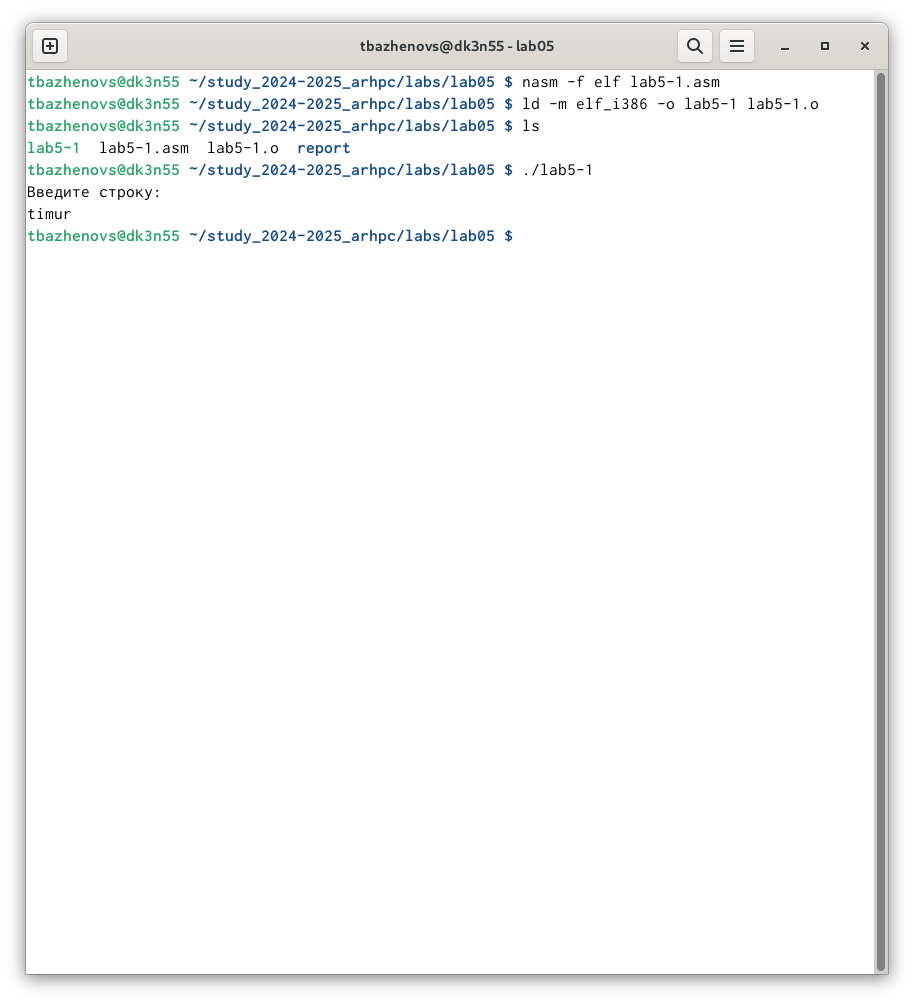 tbazhenovs@dk3n55 - lab05
tbazhenovs@dk3n55 ~/study_2024-2025_arhpc/labs/lab05 $ nasm -f elf lab5-1.asm
tbazhenovs@dk3n55 ~/study_2024-2025_arhpc/labs/lab05 $ ld -m elf_i386 -o lab5-1 lab5-1.o
tbazhenovs@dk3n55 ~/study_2024-2025_arhpc/labs/lab05 $ ls
lab5-1  lab5-1.asm  lab5-1.o  report
tbazhenovs@dk3n55 ~/study_2024-2025_arhpc/labs/lab05 $ ./lab5-1
Введите строку:
timur
tbazhenovs@dk3n55 ~/study_2024-2025_arhpc/labs/lab05 $